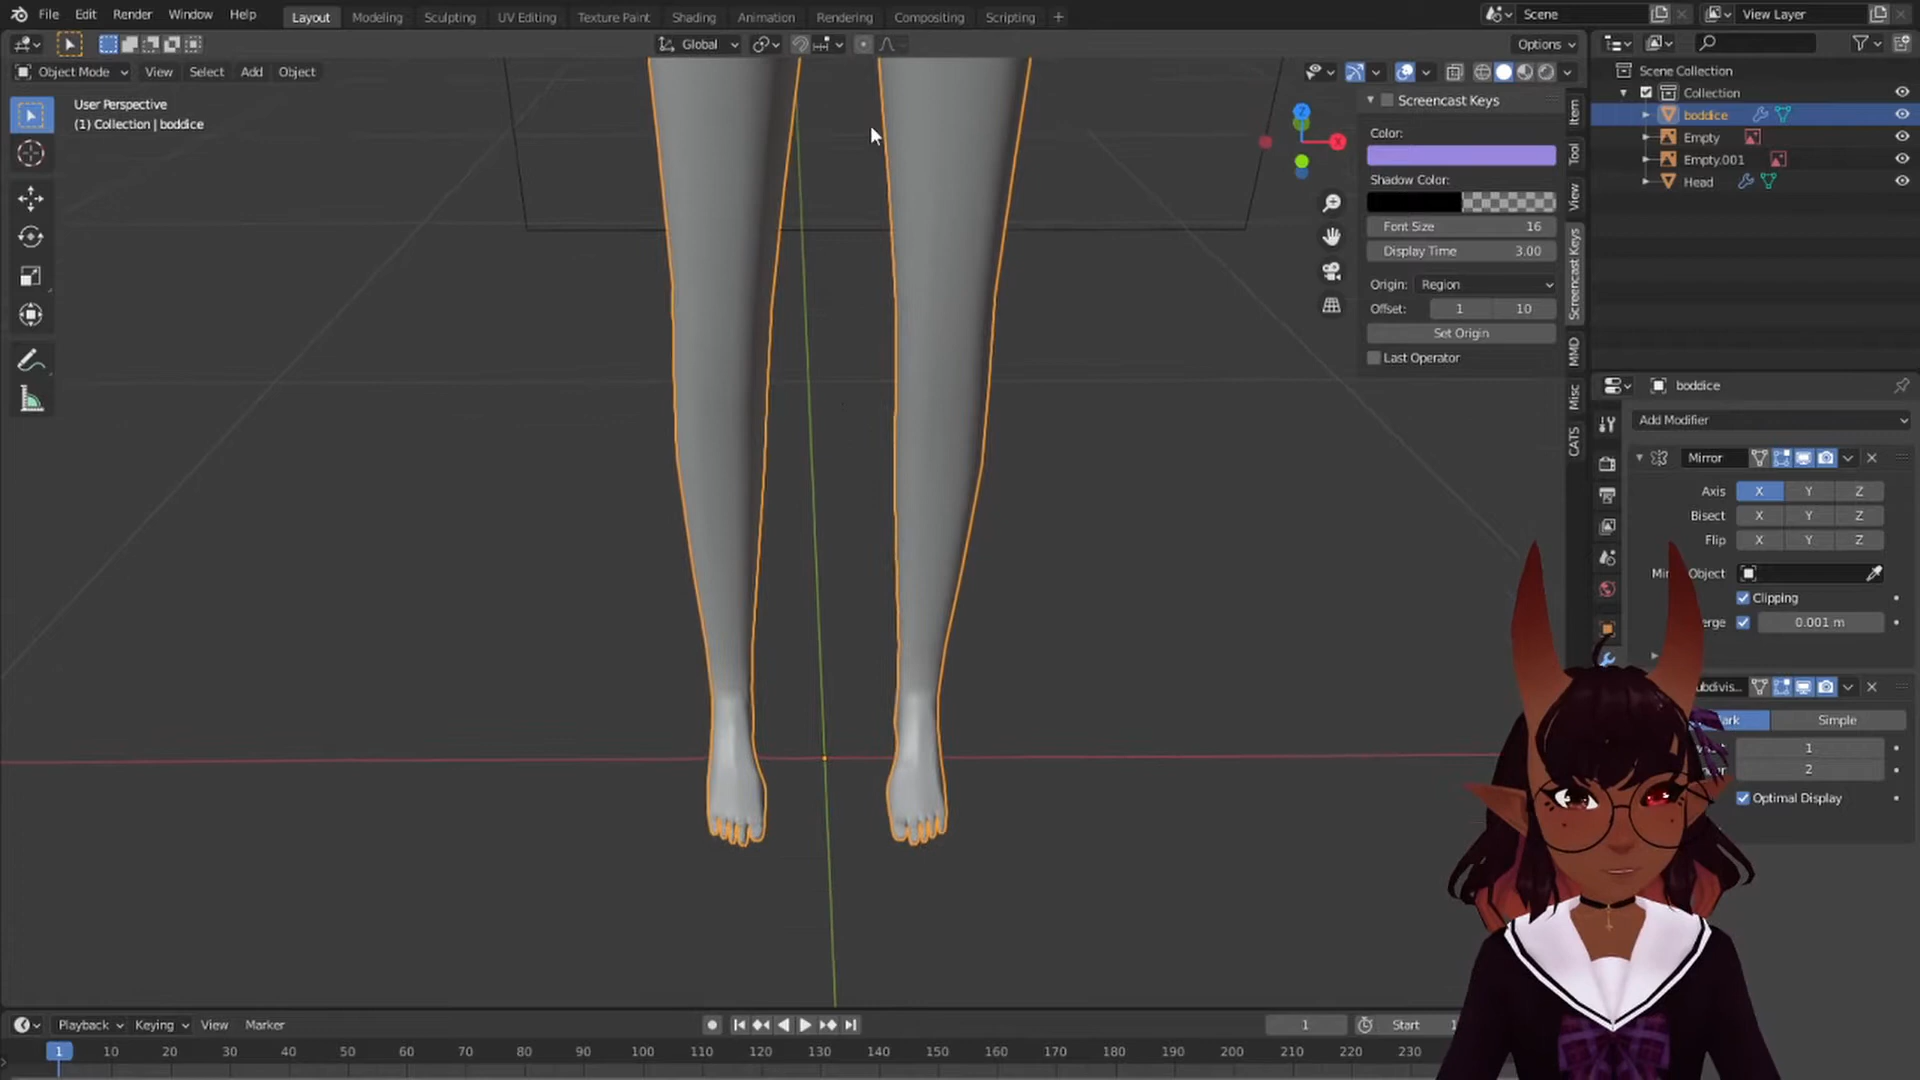 File Edit Render Window Help Layout Modeling Sculpting UV Editing Texture Paint Shading Animation Rendering Compositing Scripting + Scene View Layer
Global Options
Object Mode View Select Add Object
User Perspective
(1) Collection | boddice
Z
X
Screencast Keys
Color:
Shadow Color:
Font Size 16
Display Time 3.00
Origin: Region
Offset: 1 10
Set Origin
Last Operator
Item
Tool
View
Screencast Keys
MMD
Misc
CATS
Scene Collection
Collection
boddice
Empty
Empty.001
Head
boddice
Add Modifier
Mirror
Axis X Y Z
Bisect X Y Z
Flip X Y Z
Object
Clipping
0.001 m
Simple
1
2
Optimal Display
Playback Keying View Marker 1 Start
1 10 20 30 40 50 60 70 80 90 100 110 120 130 140 150 160 170 180 190 200 210 220 230